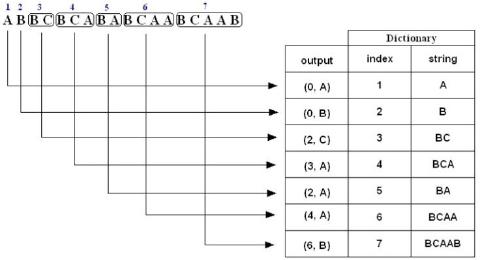 1 2 3 4 5 6 7
A B B C B C A B A B C A A B C A A B
Dictionary
output index string
(0, A) 1 A
(0, B) 2 B
(2, C) 3 BC
(3, A) 4 BCA
(2, A) 5 BA
(4, A) 6 BCAA
(6, B) 7 BCAAB